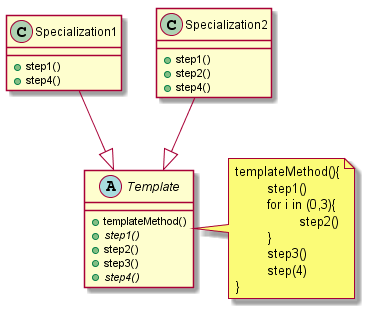 C Specialization1
step1()
step4()
C Specialization2
step1()
step2()
step4()
A Template
templateMethod()
step1()
step2()
step3()
step4()
templateMethod(){
step1()
for i in (0,3){
step2()
}
step3()
step(4)
}